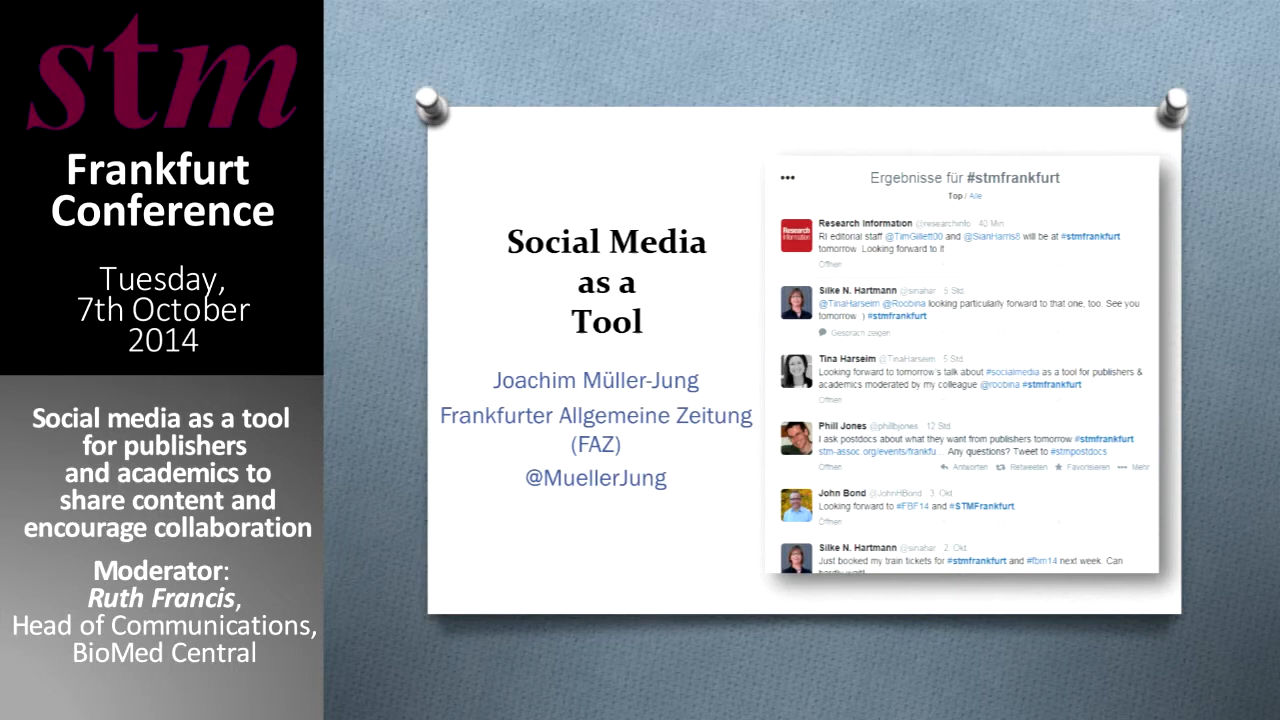 stm
Frankfurt
Conference
Tuesday,
7th October
2014
Social media as a tool
for publishers
and academics to
share content and
encourage collaboration
Moderator:
Ruth Francis,
Head of Communications,
BioMed Central
Social Media
as a
Tool
Joachim Müller-Jung
Frankfurter Allgemeine Zeitung
(FAZ)
@MuellerJung
••• Ergebnisse für #stmfrankfurt
Top / Alle
Research Information @researchinfo · 40 Min
RI editorial staff @TimGillett00 and @SianHarris8 will be at #stmfrankfurt
tomorrow. Looking forward to it
Öffnen
Silke N. Hartmann @sinahar · 5 Std.
@TinaHarseim @Roobina looking particularly forward to that one, too. See you
tomorrow :) #stmfrankfurt
Gespräch zeigen
Tina Harseim @TinaHarseim · 5 Std.
Looking forward to tomorrow's talk about #socialmedia as a tool for publishers &
academics moderated by my colleague @roobina #stmfrankfurt
Öffnen
Phill Jones @phillbjones · 12 Std.
I ask postdocs about what they want from publishers tomorrow #stmfrankfurt
stm-assoc.org/events/frankfu... Any questions? Tweet to #stmpostdocs
Öffnen Antworten Retweeten Favorisieren ••• Mehr
John Bond @JohnHBond · 3. Okt
Looking forward to #FBF14 and #STMFrankfurt
Öffnen
Silke N. Hartmann @sinahar · 2. Okt
Just booked my train tickets for #stmfrankfurt and #fbm14 next week. Can
hardly wait!